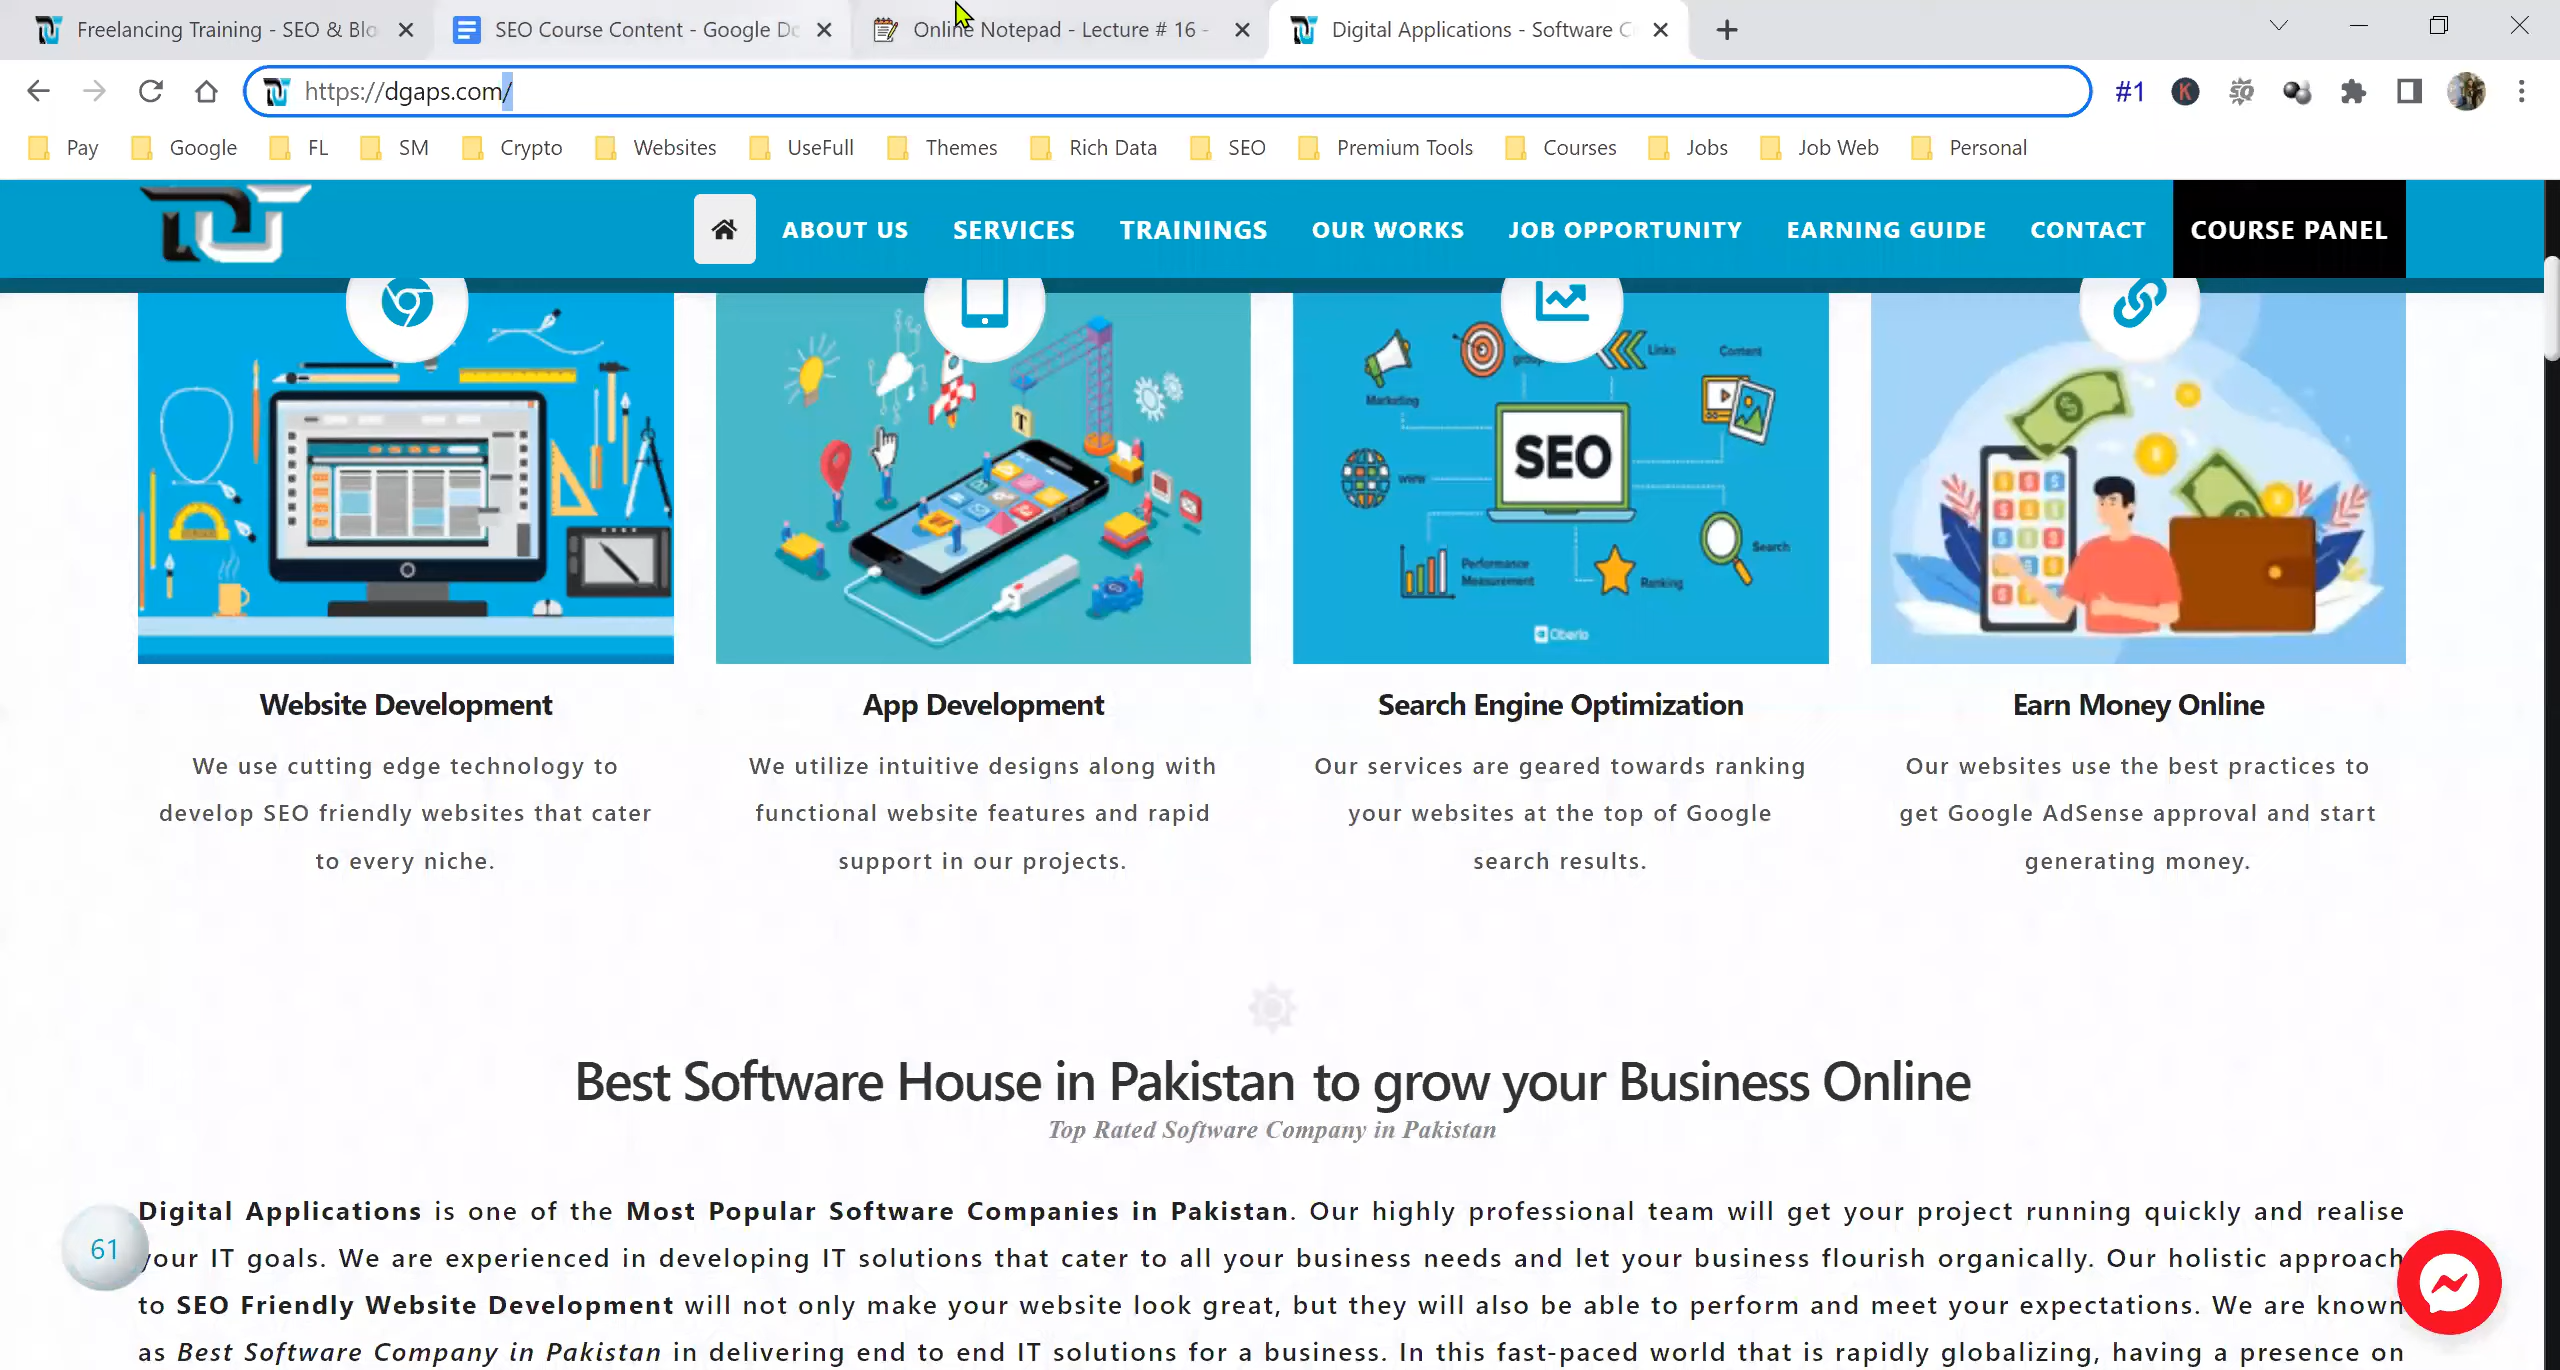 Freelancing Training - SEO & Blo
SEO Course Content - Google Do
Online Notepad - Lecture # 16 -
Digital Applications - Software C
https://dgaps.com/
#1
Pay Google FL SM Crypto Websites UseFull Themes Rich Data SEO Premium Tools Courses Jobs Job Web Personal
ABOUT US SERVICES TRAININGS OUR WORKS JOB OPPORTUNITY EARNING GUIDE CONTACT COURSE PANEL
Links
Content
Marketing
SEO
www
Search
Performance
Measurement
Ranking
Oberlo
Website Development
We use cutting edge technology to
develop SEO friendly websites that cater
to every niche.
App Development
We utilize intuitive designs along with
functional website features and rapid
support in our projects.
Search Engine Optimization
Our services are geared towards ranking
your websites at the top of Google
search results.
Earn Money Online
Our websites use the best practices to
get Google AdSense approval and start
generating money.
Best Software House in Pakistan to grow your Business Online
Top Rated Software Company in Pakistan
Digital Applications is one of the Most Popular Software Companies in Pakistan. Our highly professional team will get your project running quickly and realise
your IT goals. We are experienced in developing IT solutions that cater to all your business needs and let your business flourish organically. Our holistic approach
to SEO Friendly Website Development will not only make your website look great, but they will also be able to perform and meet your expectations. We are known
as Best Software Company in Pakistan in delivering end to end IT solutions for a business. In this fast-paced world that is rapidly globalizing, having a presence on
61